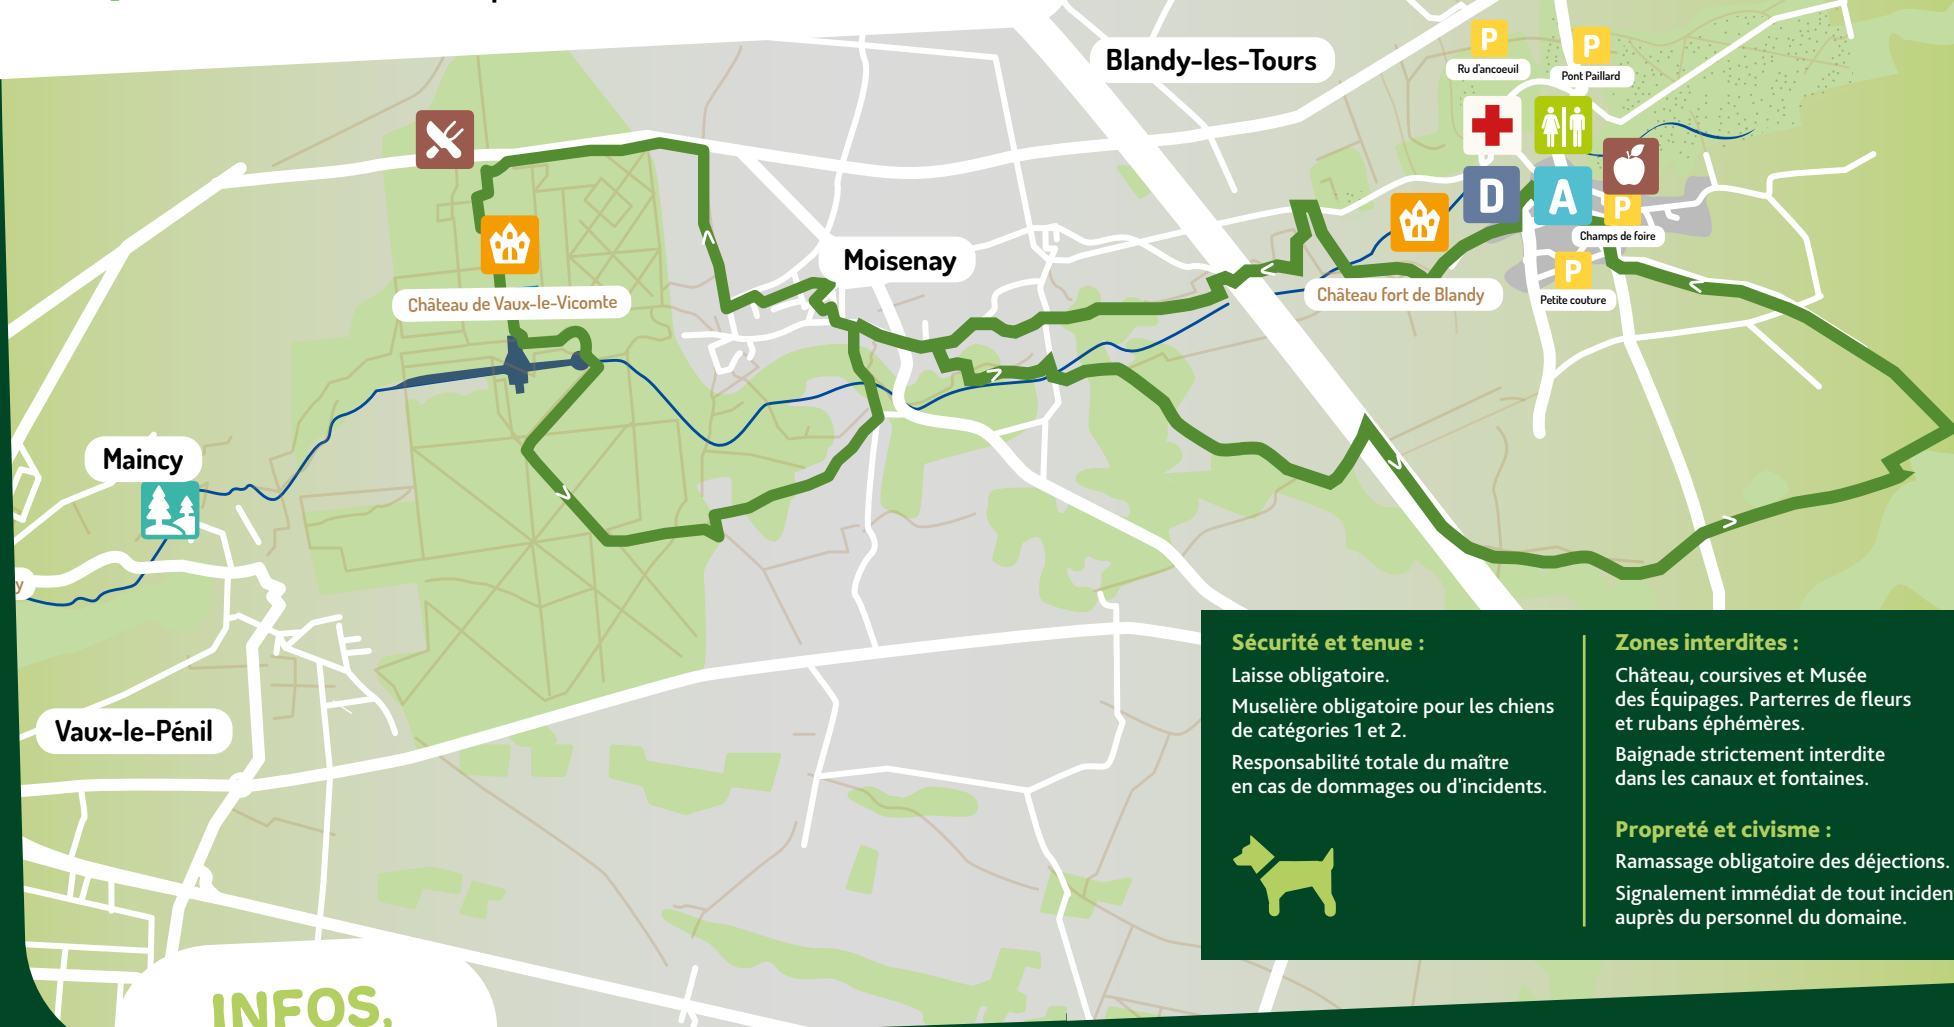 Blandy-les-Tours
P
Ru d'ancoeuil
P
Pont Paillard
D
A
P
Champs de foire
P
Petite couture
Château fort de Blandy
Moisenay
Château de Vaux-le-Vicomte
Maincy
y
Vaux-le-Pénil
Sécurité et tenue :
Laisse obligatoire.
Muselière obligatoire pour les chiens
de catégories 1 et 2.
Responsabilité totale du maître
en cas de dommages ou d'incidents.
Zones interdites :
Château, coursives et Musée
des Équipages. Parterres de fleurs
et rubans éphémères.
Baignade strictement interdite
dans les canaux et fontaines.
Propreté et civisme :
Ramassage obligatoire des déjections.
Signalement immédiat de tout inciden
auprès du personnel du domaine.
INFOS,